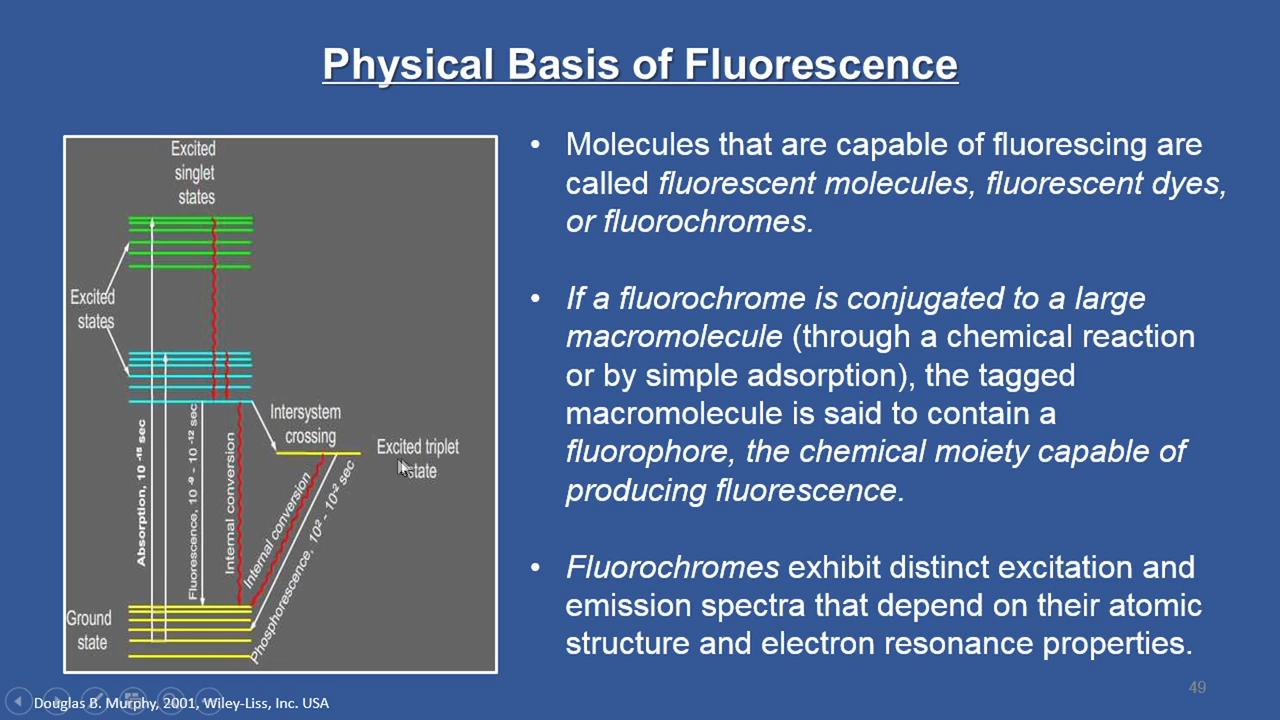 Physical Basis of Fluorescence
Excited
singlet
states
Excited
states
Absorption, 10 -15 sec
Fluorescence, 10 -9 - 10 -12 sec
Internal conversion
Intersystem
crossing
Excited triplet
state
Internal conversion
Phosphorescence, 10² - 10-² sec
Ground
state
• Molecules that are capable of fluorescing are
called fluorescent molecules, fluorescent dyes,
or fluorochromes.
• If a fluorochrome is conjugated to a large
macromolecule (through a chemical reaction
or by simple adsorption), the tagged
macromolecule is said to contain a
fluorophore, the chemical moiety capable of
producing fluorescence.
• Fluorochromes exhibit distinct excitation and
emission spectra that depend on their atomic
structure and electron resonance properties.
49
Douglas B. Murphy, 2001, Wiley-Liss, Inc. USA